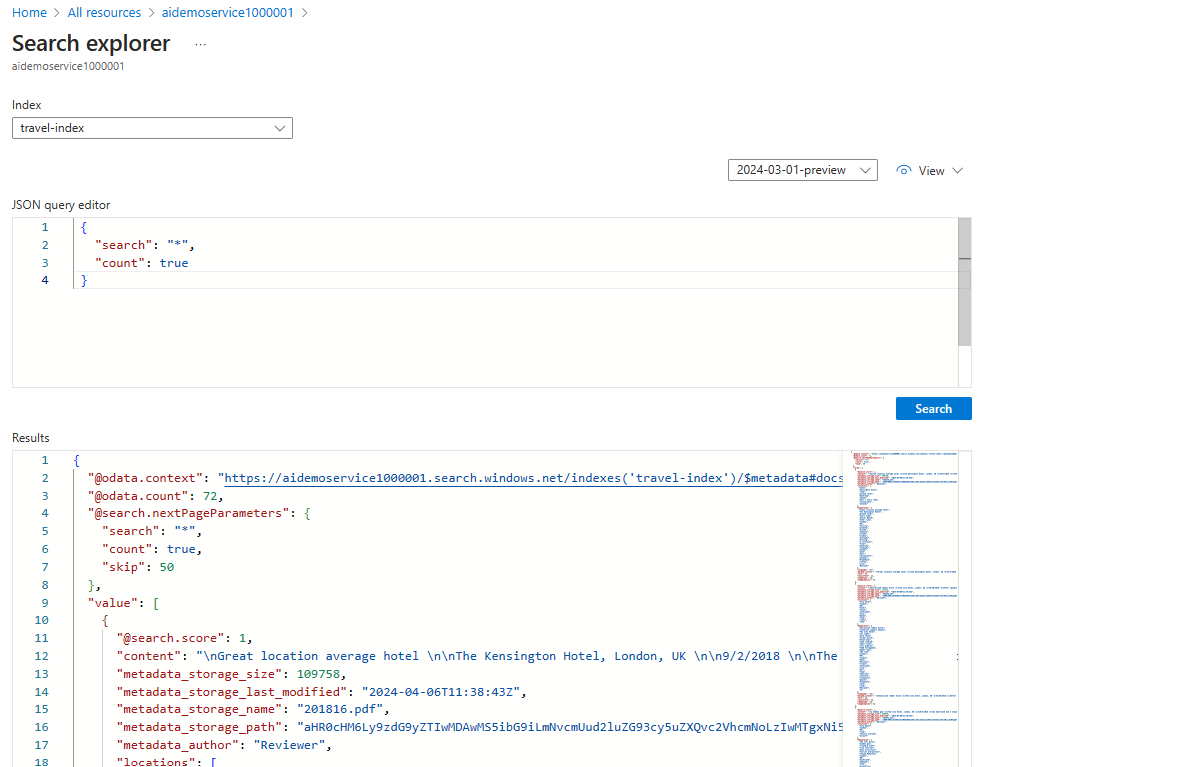 Home > All resources > aidemoservice1000001 >
Search explorer ...
aidemoservice1000001
Index
travel-index
2024-03-01-preview View
JSON query editor
1 {
2 "search": "*",
3 "count": true
4 }
Search
Results
1 {
2 "@odata.context": "https://aidemoservice1000001.search.windows.net/indexes('travel-index')/$metadata#docs
3 "@odata.count": 72,
4 "@search.nextPageParameters": {
5 "search": "*",
6 "count": true,
7 "skip": 50
8 },
9 "value": [
10 {
11 "@search.score": 1,
12 "content": "\nGreat location average hotel \n\nThe Kensington Hotel, London, UK \n\n9/2/2018 \n\nThe
13 "metadata_storage_size": 109758,
14 "metadata_storage_last_modified": "2024-04-06T11:38:43Z",
15 "metadata_storage_name": "201816.pdf",
16 "metadata_storage_path":
17 "metadata_author": "Reviewer",
18 "locations": [